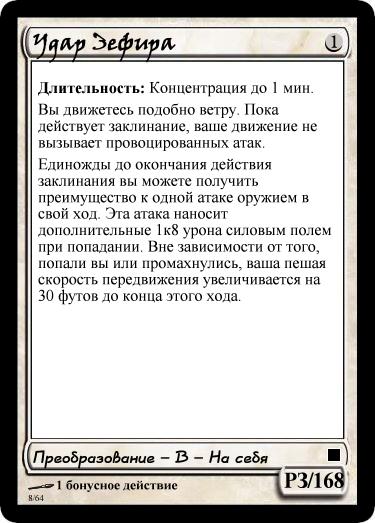 Удар Зефира 1
Длительность: Концентрация до 1 мин.
Вы движетесь подобно ветру. Пока
действует заклинание, ваше движение не
вызывает провоцированных атак.
Единожды до окончания действия
заклинания вы можете получить
преимущество к одной атаке оружием в
свой ход. Эта атака наносит
дополнительные 1к8 урона силовым полем
при попадании. Вне зависимости от того,
попали вы или промахнулись, ваша пешая
скорость передвижения увеличивается на
30 футов до конца этого хода.
Преобразование – В – На себя
1 бонусное действие
РЗ/168
8/64